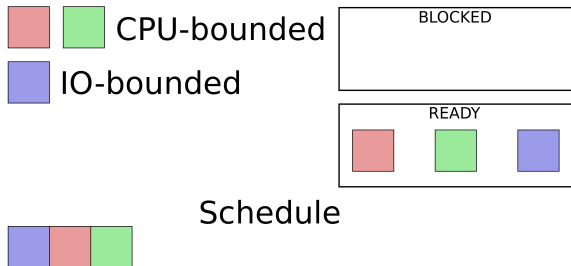 CPU-bounded
IO-bounded
BLOCKED
READY
Schedule